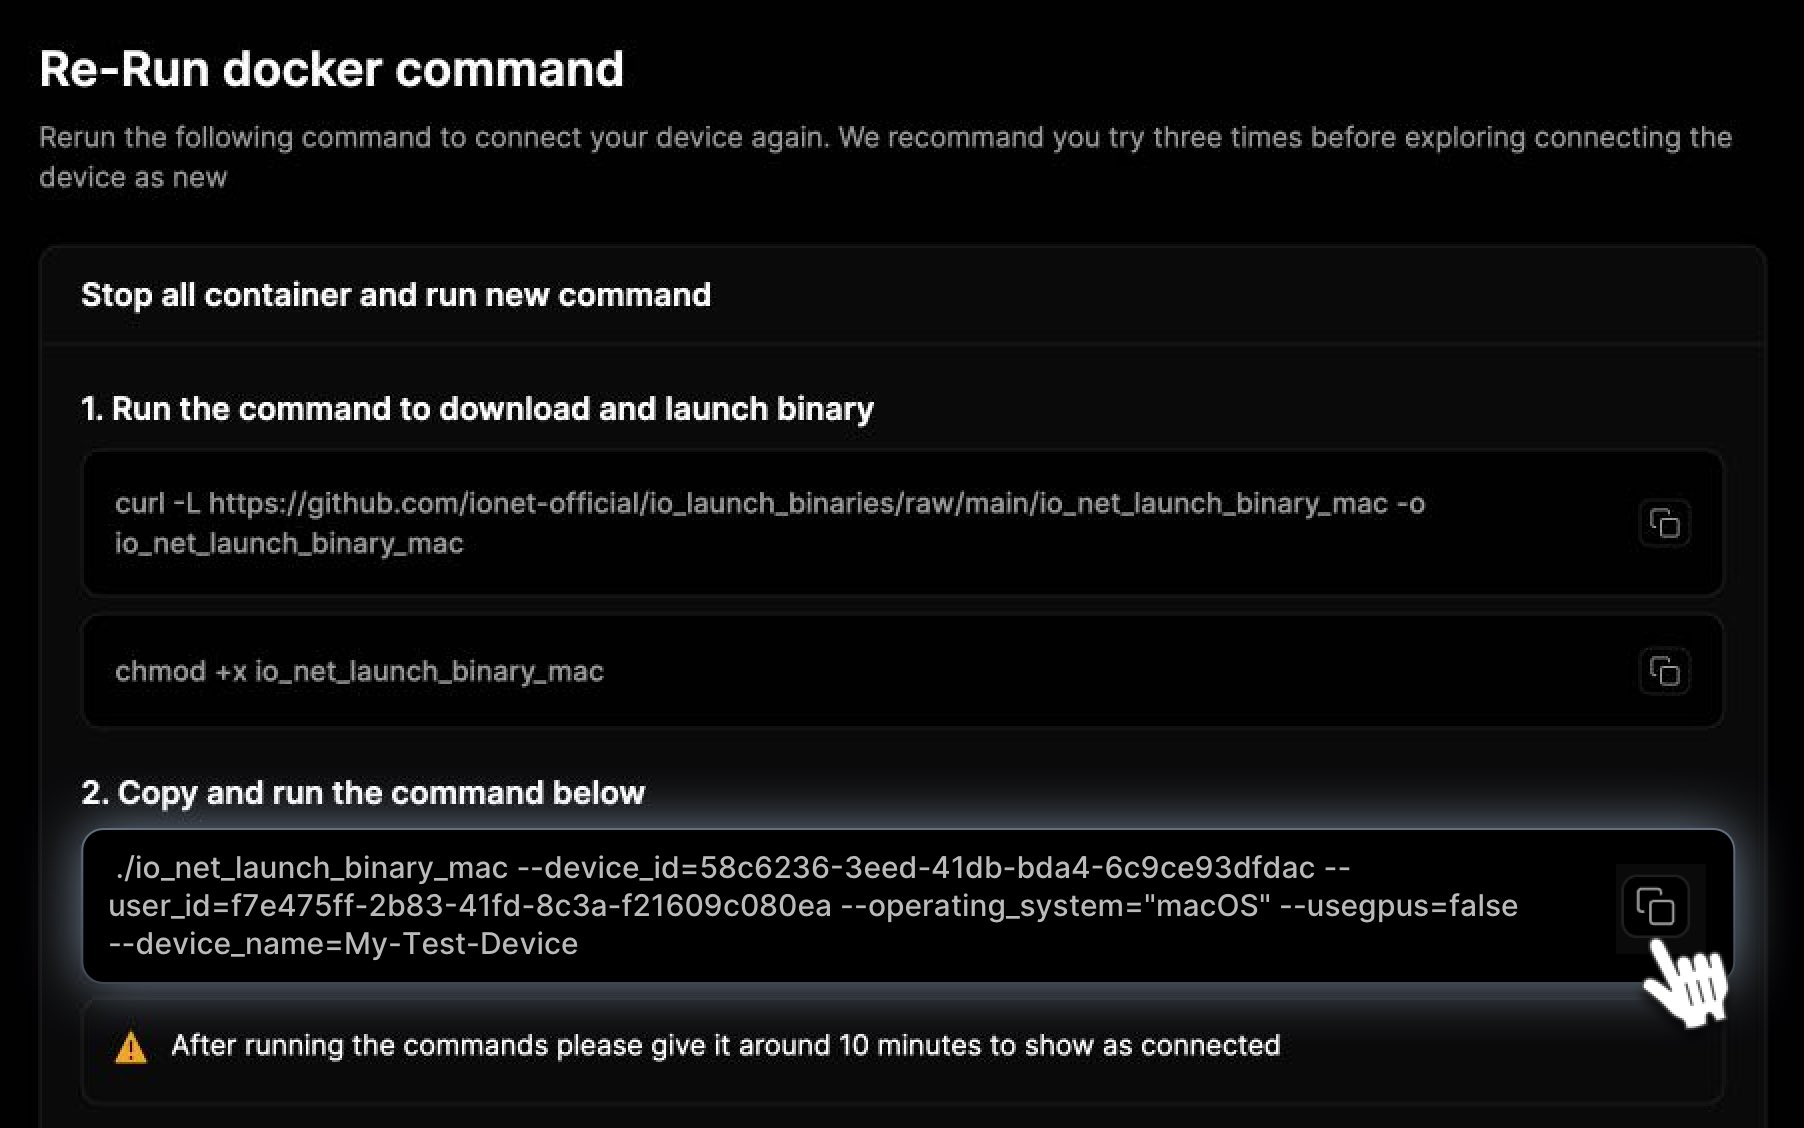 Re-Run docker command
Rerun the following command to connect your device again. We recommand you try three times before exploring connecting the
device as new
Stop all container and run new command
1. Run the command to download and launch binary
curl -L https://github.com/ionet-official/io_launch_binaries/raw/main/io_net_launch_binary_mac -o
io_net_launch_binary_mac
chmod +x io_net_launch_binary_mac
2. Copy and run the command below
./io_net_launch_binary_mac --device_id=58c6236-3eed-41db-bda4-6c9ce93dfdac --
user_id=f7e475ff-2b83-41fd-8c3a-f21609c080ea --operating_system="macOS" --usegpus=false
--device_name=My-Test-Device
After running the commands please give it around 10 minutes to show as connected